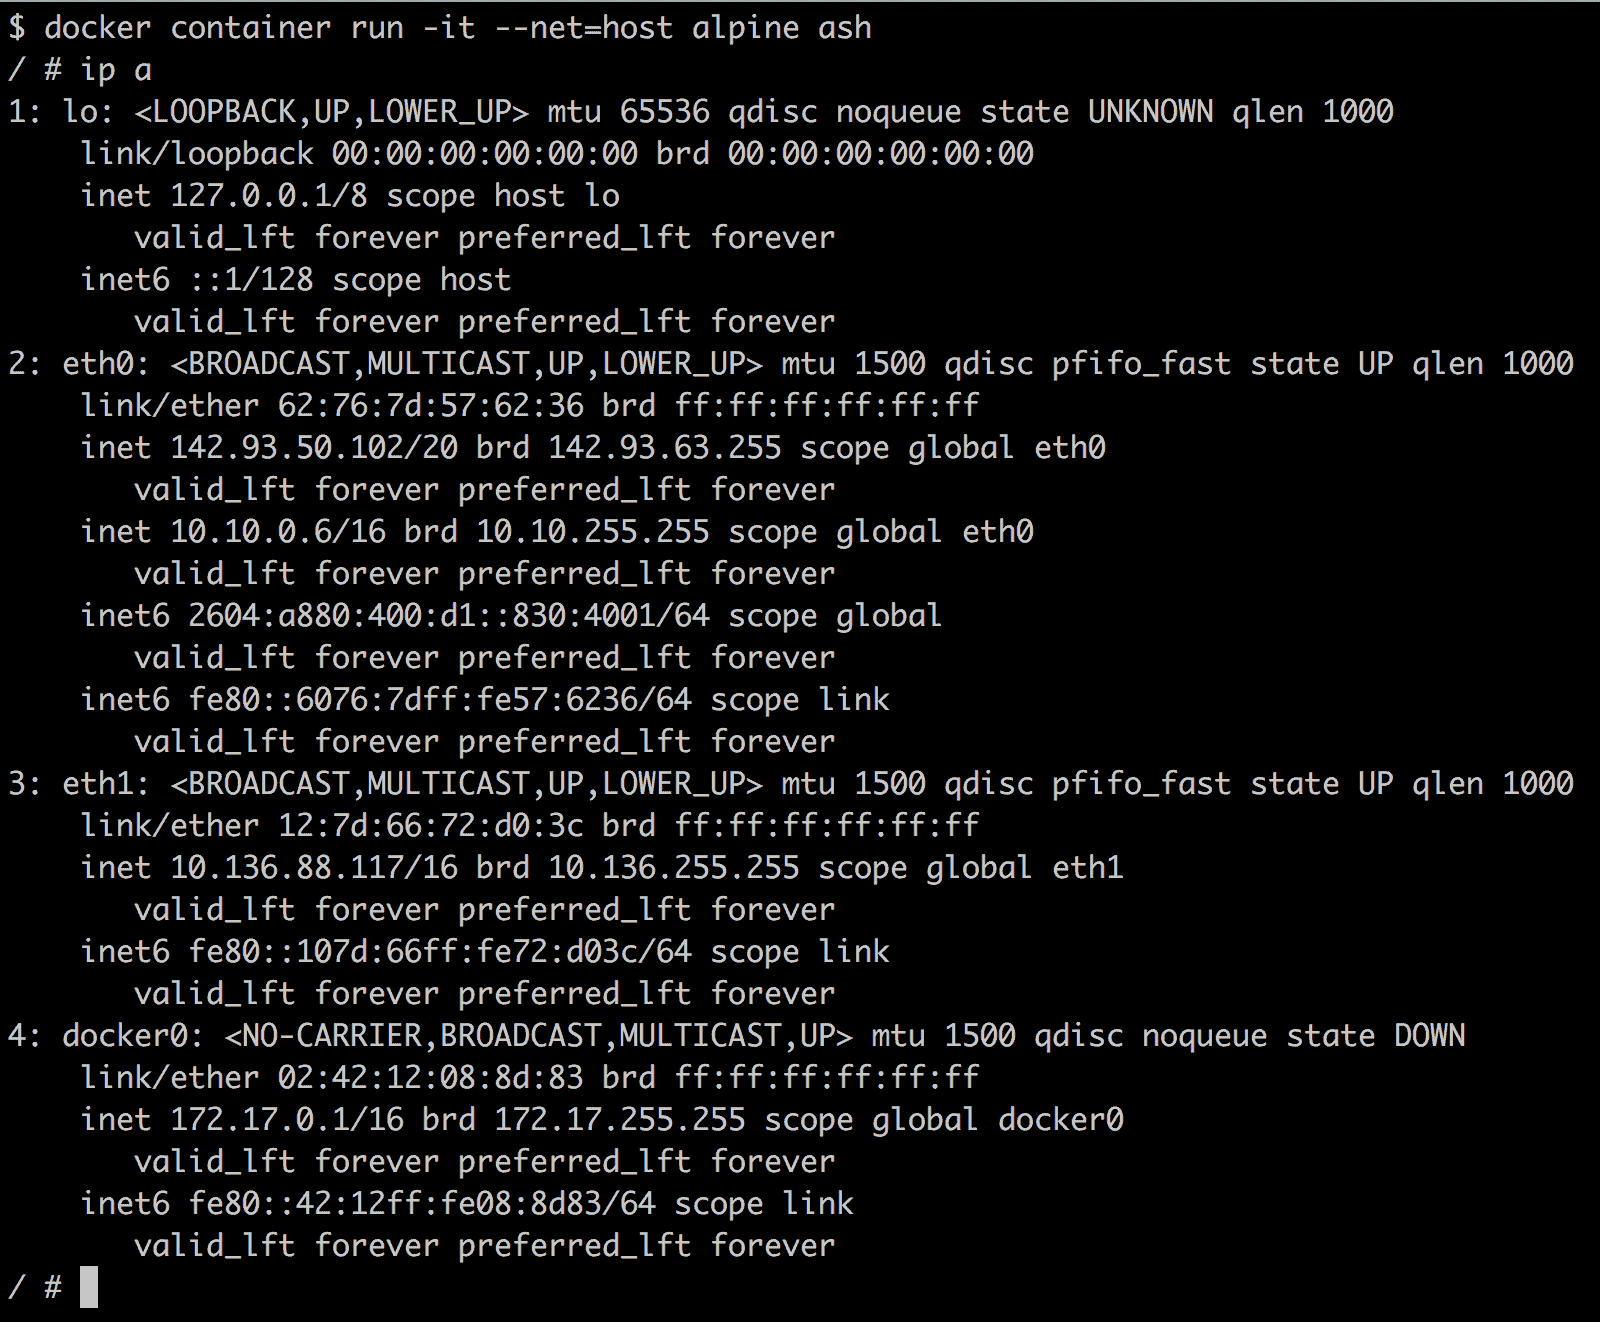 $ docker container run -it --net=host alpine ash
/ # ip a
1: lo: <LOOPBACK,UP,LOWER_UP> mtu 65536 qdisc noqueue state UNKNOWN qlen 1000
    link/loopback 00:00:00:00:00:00 brd 00:00:00:00:00:00
    inet 127.0.0.1/8 scope host lo
       valid_lft forever preferred_lft forever
    inet6 ::1/128 scope host
       valid_lft forever preferred_lft forever
2: eth0: <BROADCAST,MULTICAST,UP,LOWER_UP> mtu 1500 qdisc pfifo_fast state UP qlen 1000
    link/ether 62:76:7d:57:62:36 brd ff:ff:ff:ff:ff:ff
    inet 142.93.50.102/20 brd 142.93.63.255 scope global eth0
       valid_lft forever preferred_lft forever
    inet 10.10.0.6/16 brd 10.10.255.255 scope global eth0
       valid_lft forever preferred_lft forever
    inet6 2604:a880:400:d1::830:4001/64 scope global
       valid_lft forever preferred_lft forever
    inet6 fe80::6076:7dff:fe57:6236/64 scope link
       valid_lft forever preferred_lft forever
3: eth1: <BROADCAST,MULTICAST,UP,LOWER_UP> mtu 1500 qdisc pfifo_fast state UP qlen 1000
    link/ether 12:7d:66:72:d0:3c brd ff:ff:ff:ff:ff:ff
    inet 10.136.88.117/16 brd 10.136.255.255 scope global eth1
       valid_lft forever preferred_lft forever
    inet6 fe80::107d:66ff:fe72:d03c/64 scope link
       valid_lft forever preferred_lft forever
4: docker0: <NO-CARRIER,BROADCAST,MULTICAST,UP> mtu 1500 qdisc noqueue state DOWN
    link/ether 02:42:12:08:8d:83 brd ff:ff:ff:ff:ff:ff
    inet 172.17.0.1/16 brd 172.17.255.255 scope global docker0
       valid_lft forever preferred_lft forever
    inet6 fe80::42:12ff:fe08:8d83/64 scope link
       valid_lft forever preferred_lft forever
/ #